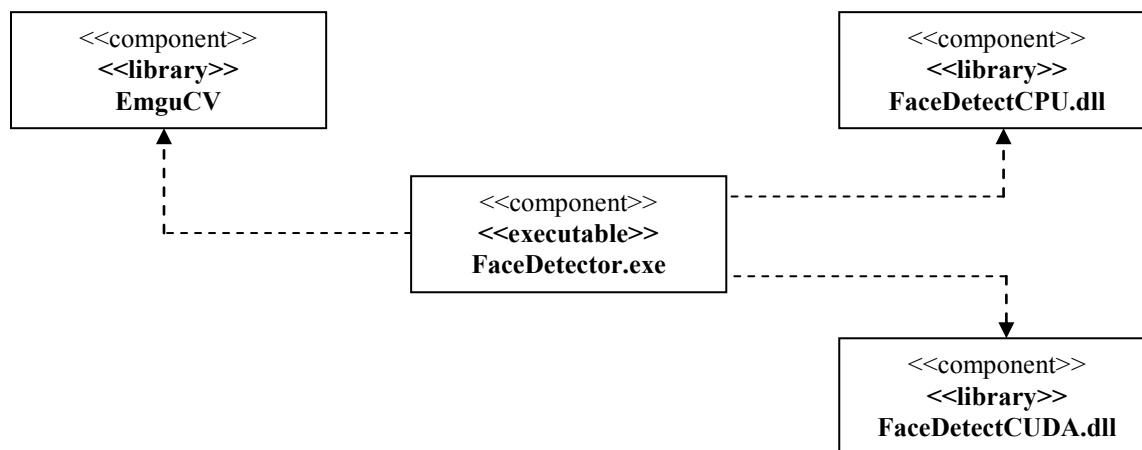 <<component>>
<<library>>
EmguCV
<<component>>
<<library>>
FaceDetectCPU.dll
<<component>>
<<executable>>
FaceDetector.exe
<<component>>
<<library>>
FaceDetectCUDA.dll